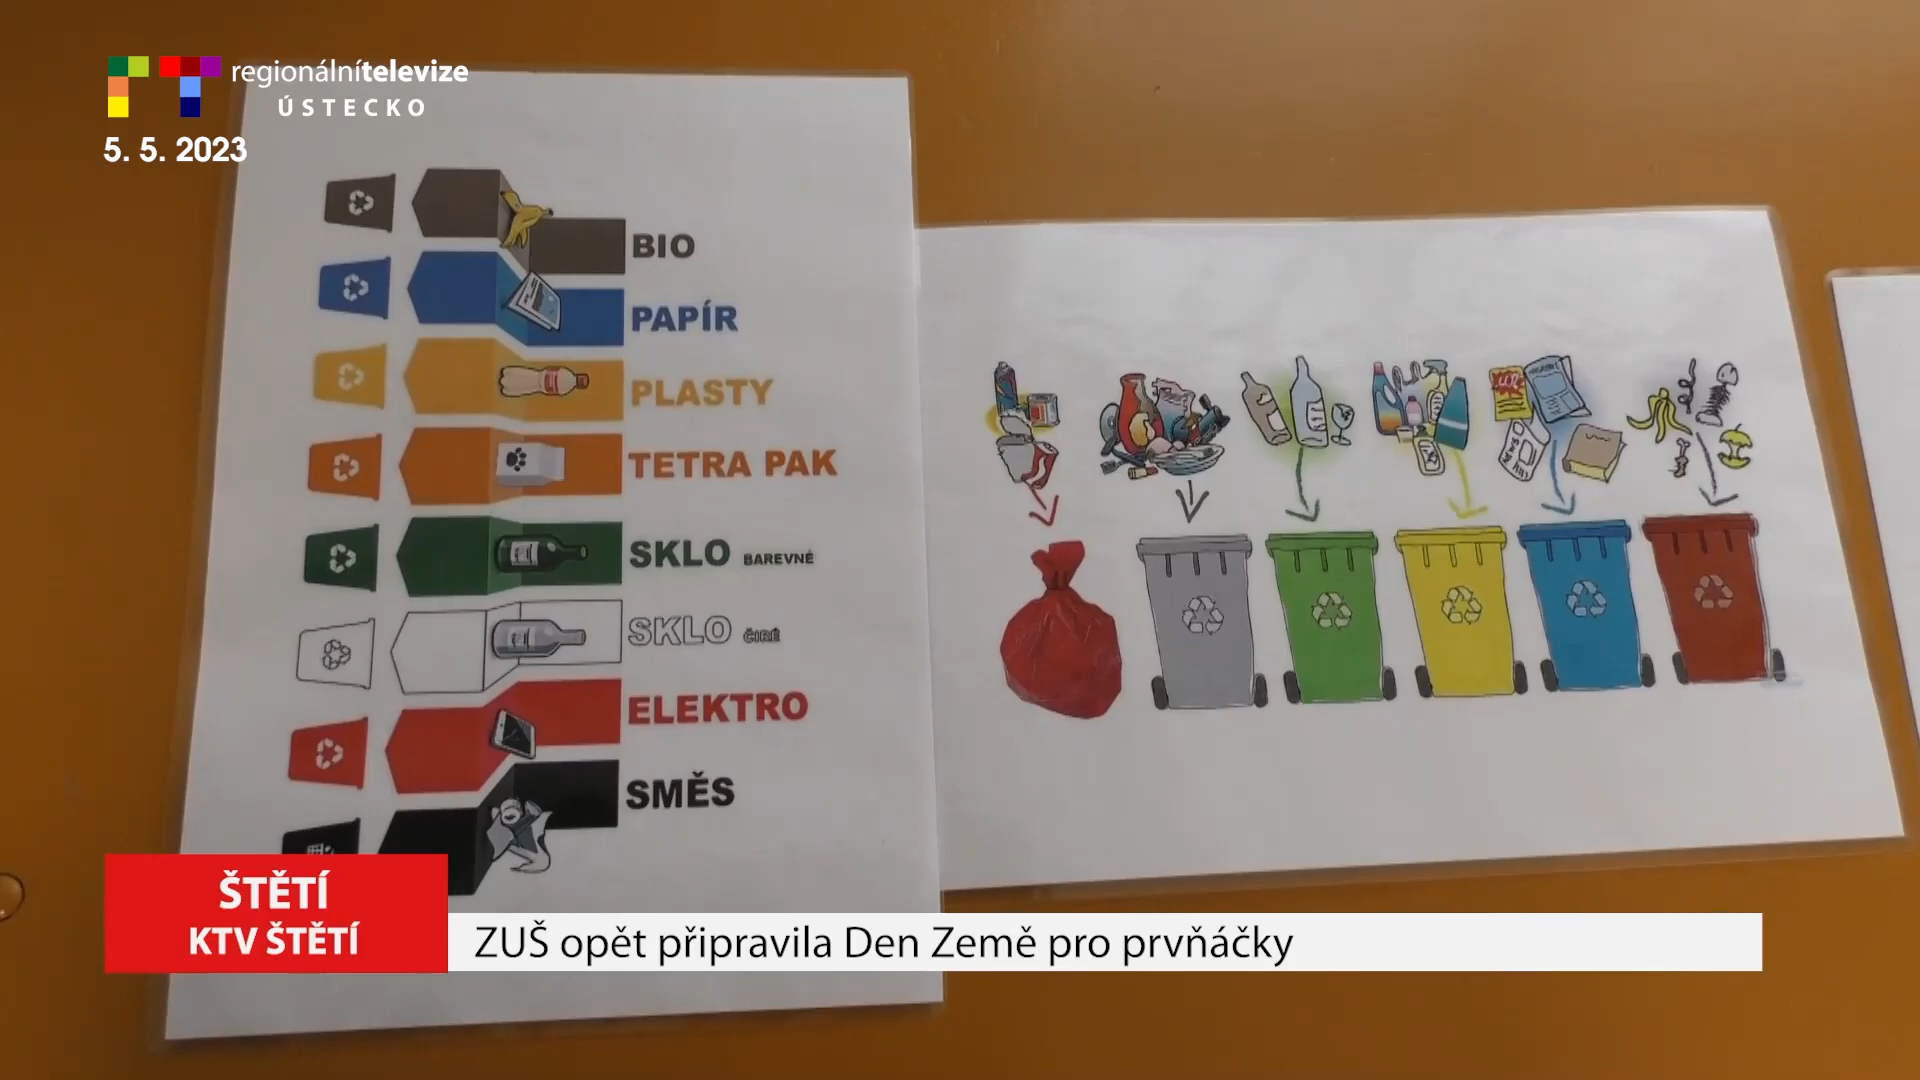 regionálnítelevize
ÚSTECKO
5. 5. 2023
BIO
PAPÍR
PLASTY
TETRA PAK
SKLO BAREVNÉ
SKLO ČIRÉ
ELEKTRO
SMĚS
ŠTĚTÍ
KTV ŠTĚTÍ
ZUŠ opět připravila Den Země pro prvňáčky